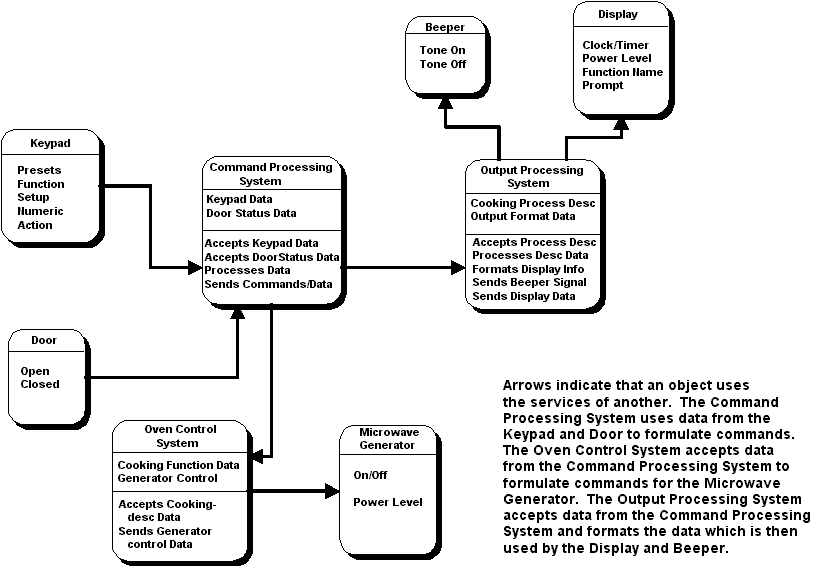 Beeper
Tone On
Tone Off
Display
Clock/Timer
Power Level
Function Name
Prompt
Keypad
Presets
Function
Setup
Numeric
Action
Command Processing
System
Keypad Data
Door Status Data
Accepts Keypad Data
Accepts DoorStatus Data
Processes Data
Sends Commands/Data
Output Processing
System
Cooking Process Desc
Output Format Data
Accepts Process Desc
Processes Desc Data
Formats Display Info
Sends Beeper Signal
Sends Display Data
Door
Open
Closed
Oven Control
System
Cooking Function Data
Generator Control
Accepts Cooking-
desc Data
Sends Generator
control Data
Microwave
Generator
On/Off
Power Level
Arrows indicate that an object uses
the services of another. The Command
Processing System uses data from the
Keypad and Door to formulate commands.
The Oven Control System accepts data
from the Command Processing System to
formulate commands for the Microwave
Generator. The Output Processing System
accepts data from the Command Processing
System and formats the data which is then
used by the Display and Beeper.